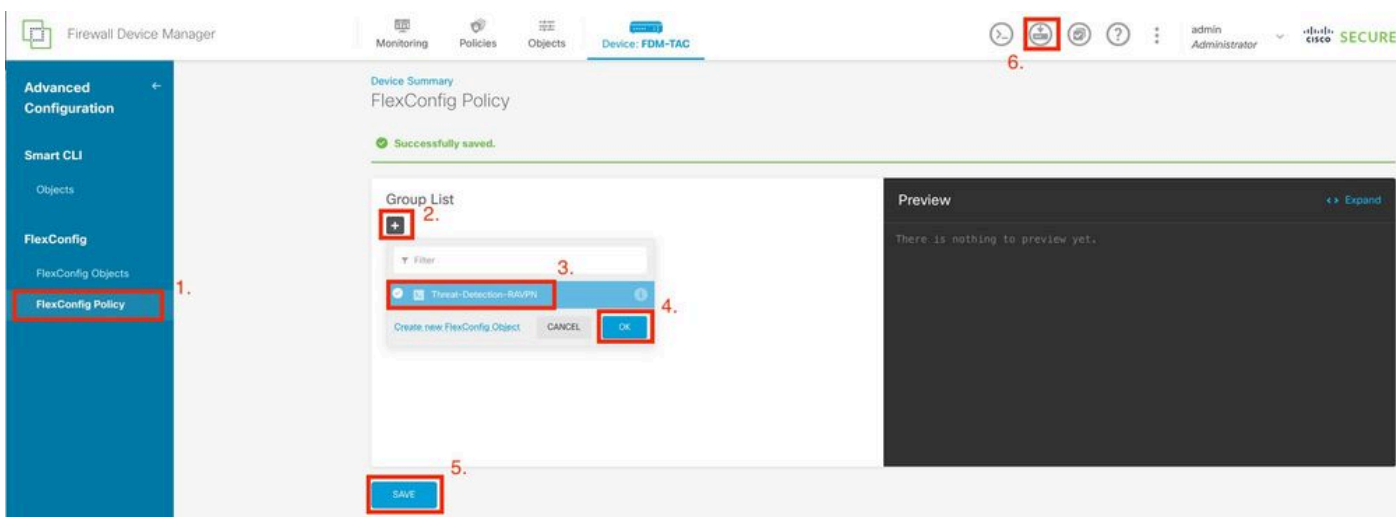 Firewall Device Manager
Monitoring
Policies
Objects
Device: FDM-TAC
admin
Administrator
cisco SECURE
6.
Advanced
Configuration
Smart CLI
Objects
FlexConfig
FlexConfig Objects
FlexConfig Policy
1.
Device Summary
FlexConfig Policy
Successfully saved.
Group List
2.
+
Filter
3.
Threat-Detection-RAVPN
4.
Create new FlexConfig Object
CANCEL
OK
5.
SAVE
Preview
Expand
There is nothing to preview yet.